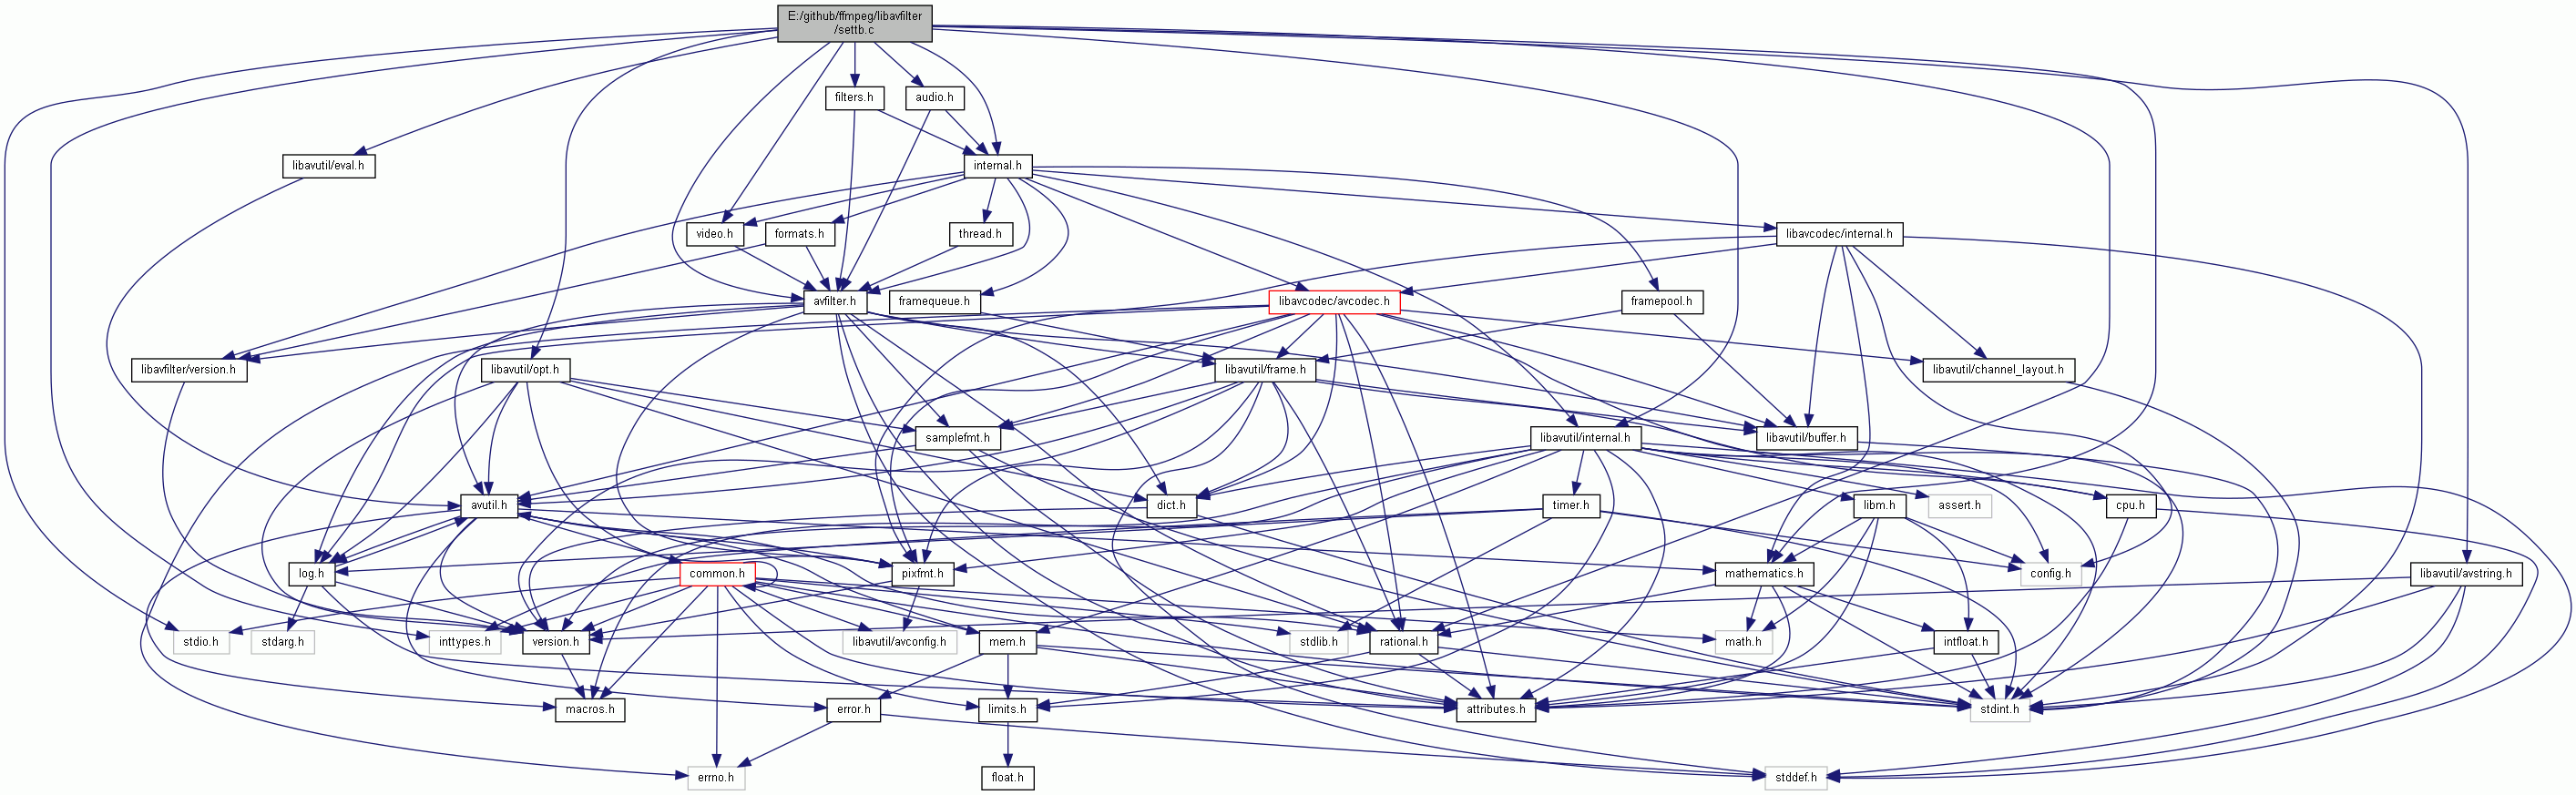 E:/github/ffmpeg/libavfilter
/settb.c
filters.h
audio.h
libavutil/eval.h
internal.h
video.h
formats.h
thread.h
libavcodec/internal.h
avfilter.h
framequeue.h
libavcodec/avcodec.h
framepool.h
libavfilter/version.h
libavutil/opt.h
libavutil/frame.h
libavutil/channel_layout.h
samplefmt.h
libavutil/internal.h
libavutil/buffer.h
avutil.h
dict.h
timer.h
libm.h
assert.h
cpu.h
log.h
common.h
pixfmt.h
mathematics.h
config.h
libavutil/avstring.h
stdio.h
stdarg.h
inttypes.h
version.h
libavutil/avconfig.h
mem.h
stdlib.h
rational.h
math.h
intfloat.h
macros.h
error.h
limits.h
attributes.h
stdint.h
errno.h
float.h
stddef.h